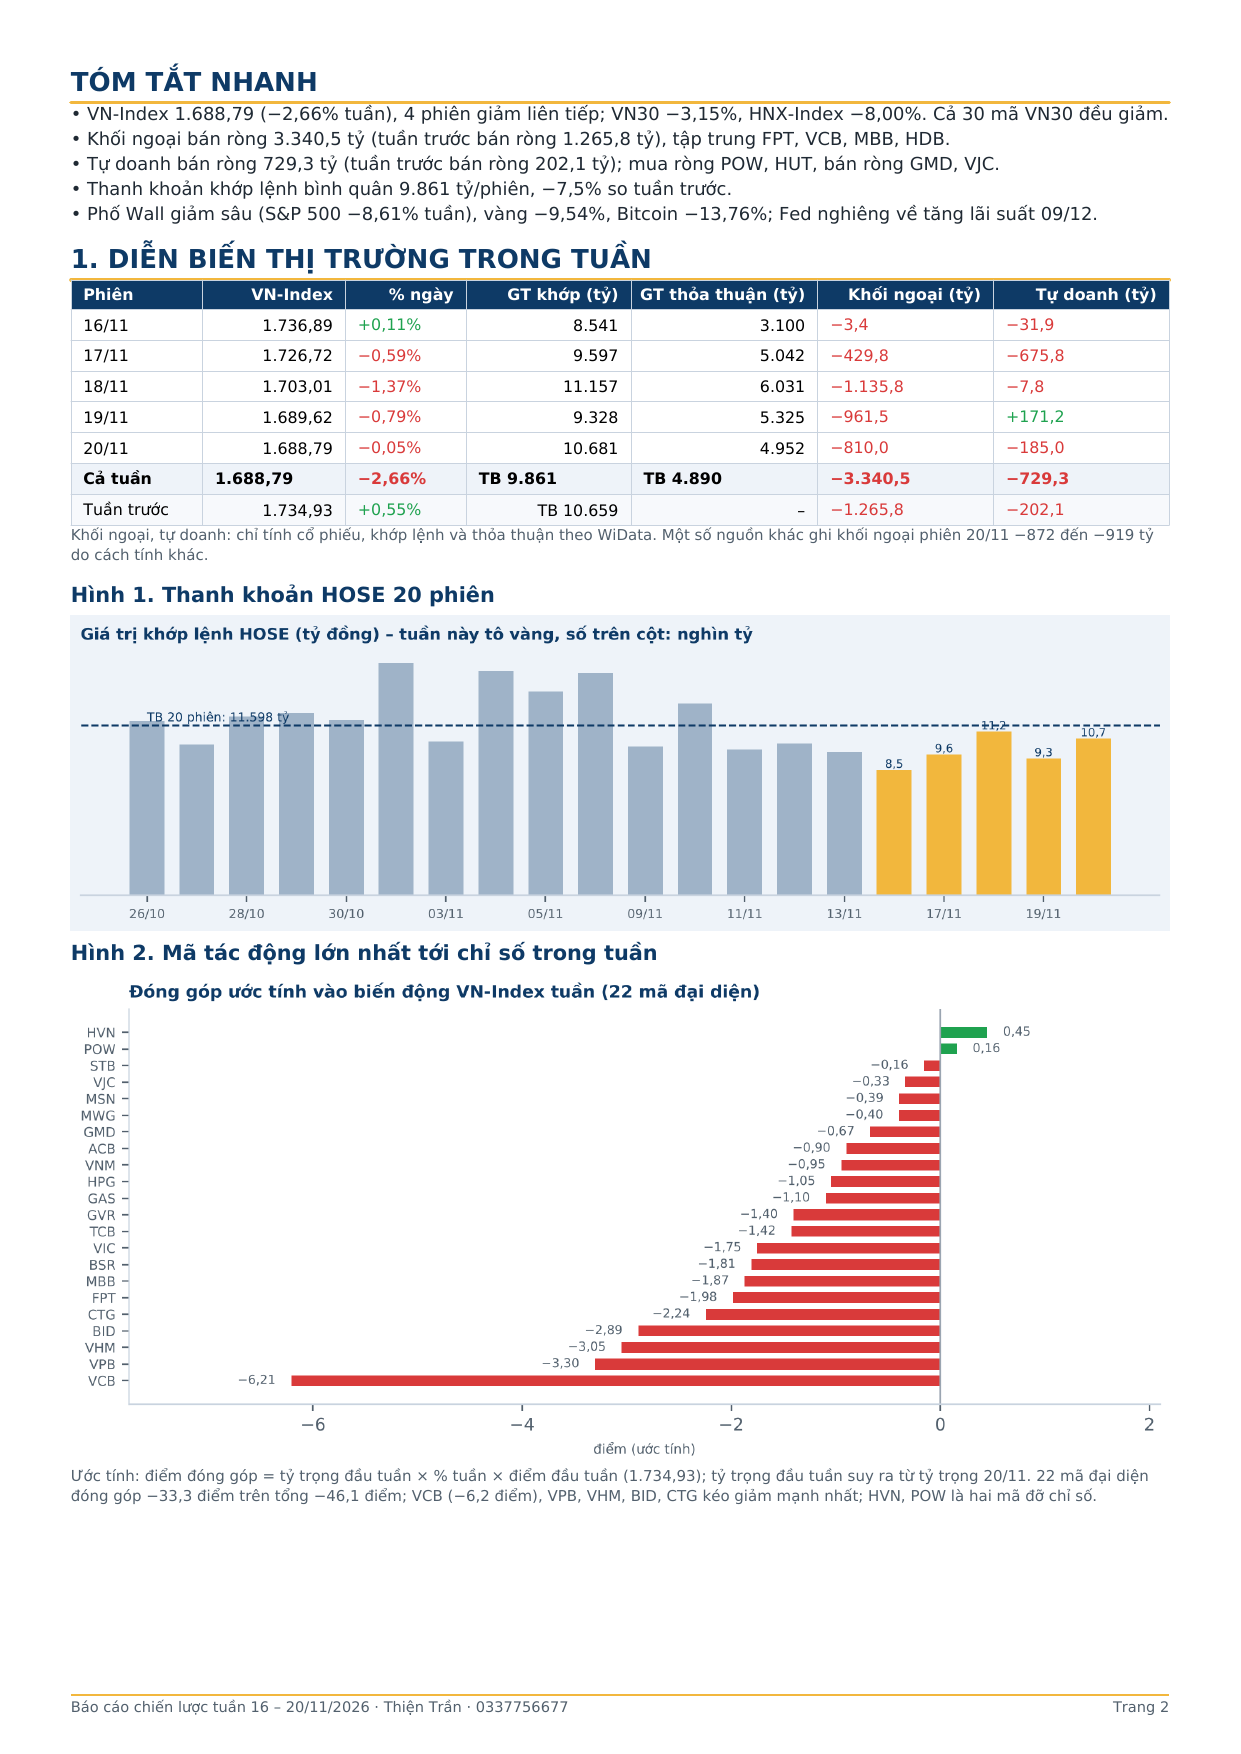 TÓM TẮT NHANH
• VN-Index 1.688,79 (−2,66% tuần), 4 phiên giảm liên tiếp; VN30 −3,15%, HNX-Index −8,00%. Cả 30 mã VN30 đều giảm.
• Khối ngoại bán ròng 3.340,5 tỷ (tuần trước bán ròng 1.265,8 tỷ), tập trung FPT, VCB, MBB, HDB.
• Tự doanh bán ròng 729,3 tỷ (tuần trước bán ròng 202,1 tỷ); mua ròng POW, HUT, bán ròng GMD, VJC.
• Thanh khoản khớp lệnh bình quân 9.861 tỷ/phiên, −7,5% so tuần trước.
• Phố Wall giảm sâu (S&P 500 −8,61% tuần), vàng −9,54%, Bitcoin −13,76%; Fed nghiêng về tăng lãi suất 09/12.
1. DIỄN BIẾN THỊ TRƯỜNG TRONG TUẦN
Phiên VN-Index % ngày GT khớp (tỷ) GT thỏa thuận (tỷ) Khối ngoại (tỷ) Tự doanh (tỷ)
16/11 1.736,89 +0,11% 8.541 3.100 −3,4 −31,9
17/11 1.726,72 −0,59% 9.597 5.042 −429,8 −675,8
18/11 1.703,01 −1,37% 11.157 6.031 −1.135,8 −7,8
19/11 1.689,62 −0,79% 9.328 5.325 −961,5 +171,2
20/11 1.688,79 −0,05% 10.681 4.952 −810,0 −185,0
Cả tuần 1.688,79 −2,66% TB 9.861 TB 4.890 −3.340,5 −729,3
Tuần trước 1.734,93 +0,55% TB 10.659 – −1.265,8 −202,1
Khối ngoại, tự doanh: chỉ tính cổ phiếu, khớp lệnh và thỏa thuận theo WiData. Một số nguồn khác ghi khối ngoại phiên 20/11 −872 đến −919 tỷ
do cách tính khác.
Hình 1. Thanh khoản HOSE 20 phiên
Giá trị khớp lệnh HOSE (tỷ đồng) – tuần này tô vàng, số trên cột: nghìn tỷ
TB 20 phiên: 11.598 tỷ
8,5 9,6 11,2 9,3 10,7
26/10 28/10 30/10 03/11 05/11 09/11 11/11 13/11 17/11 19/11
Hình 2. Mã tác động lớn nhất tới chỉ số trong tuần
Đóng góp ước tính vào biến động VN-Index tuần (22 mã đại diện)
HVN 0,45
POW 0,16
STB −0,16
VJC −0,33
MSN −0,39
MWG −0,40
GMD −0,67
ACB −0,90
VNM −0,95
HPG −1,05
GAS −1,10
GVR −1,40
TCB −1,42
VIC −1,75
BSR −1,81
MBB −1,87
FPT −1,98
CTG −2,24
BID −2,89
VHM −3,05
VPB −3,30
VCB −6,21
−6 −4 −2 0 2
điểm (ước tính)
Ước tính: điểm đóng góp = tỷ trọng đầu tuần × % tuần × điểm đầu tuần (1.734,93); tỷ trọng đầu tuần suy ra từ tỷ trọng 20/11. 22 mã đại diện
đóng góp −33,3 điểm trên tổng −46,1 điểm; VCB (−6,2 điểm), VPB, VHM, BID, CTG kéo giảm mạnh nhất; HVN, POW là hai mã đỡ chỉ số.
Báo cáo chiến lược tuần 16 – 20/11/2026 · Thiện Trần · 0337756677 Trang 2